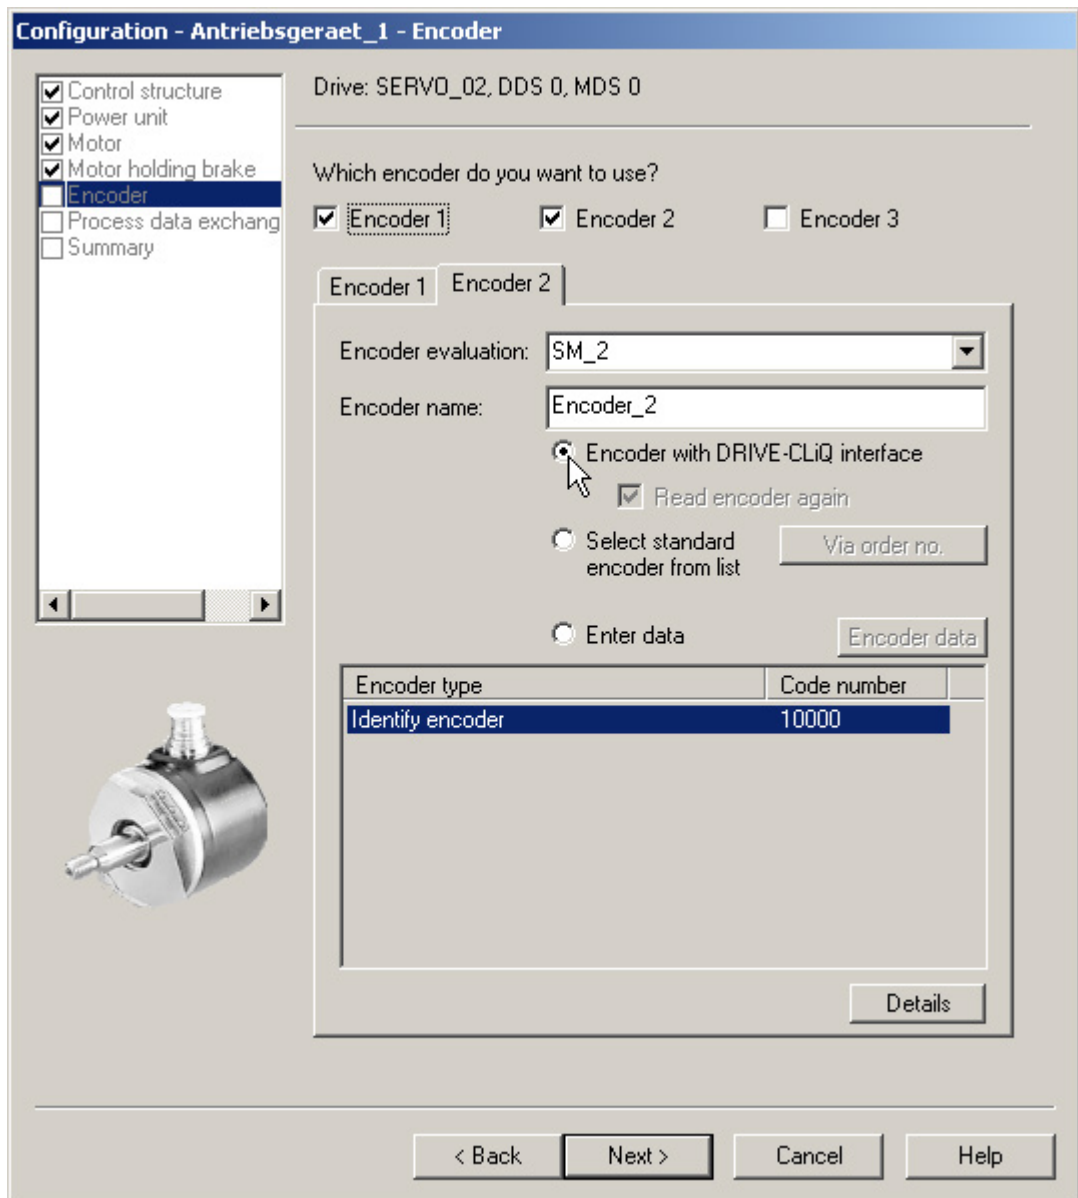 Configuration - Antriebsgeraet_1 - Encoder
Control structure
Power unit
Motor
Motor holding brake
Encoder
Process data exchang
Summary
Drive: SERVO_02, DDS 0, MDS 0
Which encoder do you want to use?
Encoder 1 Encoder 2 Encoder 3
Encoder 1 Encoder 2
Encoder evaluation: SM_2
Encoder name: Encoder_2
Encoder with DRIVE-CLiQ interface
Read encoder again
Select standard
encoder from list
Via order no.
Enter data Encoder data
Encoder type Code number
Identify encoder 10000
Details
< Back Next > Cancel Help